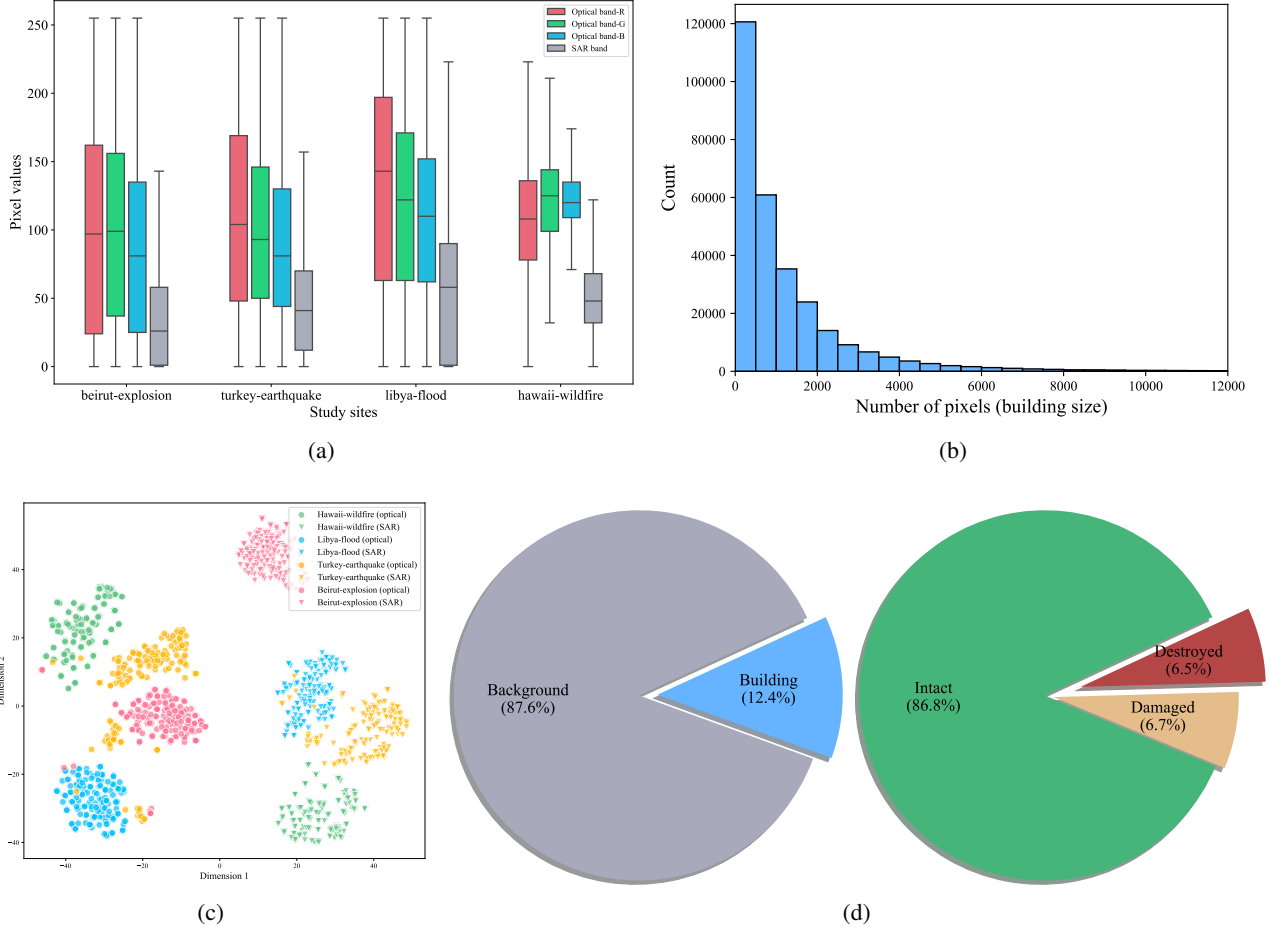 Optical band-R
Optical band-G
Optical band-B
SAR band
250
200
150
100
50
0
Pixel values
beirut-explosion
turkey-earthquake
libya-flood
hawaii-wildfire
Study sites
(a)
120000
100000
80000
60000
40000
20000
0
Count
0
2000
4000
6000
8000
10000
12000
Number of pixels (building size)
(b)
Hawaii-wildfire (optical)
Hawaii-wildfire (SAR)
Libya-flood (optical)
Libya-flood (SAR)
Turkey-earthquake (optical)
Turkey-earthquake (SAR)
Beirut-explosion (optical)
Beirut-explosion (SAR)
40
20
0
−20
−40
Dimension 2
−40
−20
0
20
40
Dimension 1
(c)
Background
(87.6%)
Building
(12.4%)
Intact
(86.8%)
Destroyed
(6.5%)
Damaged
(6.7%)
(d)